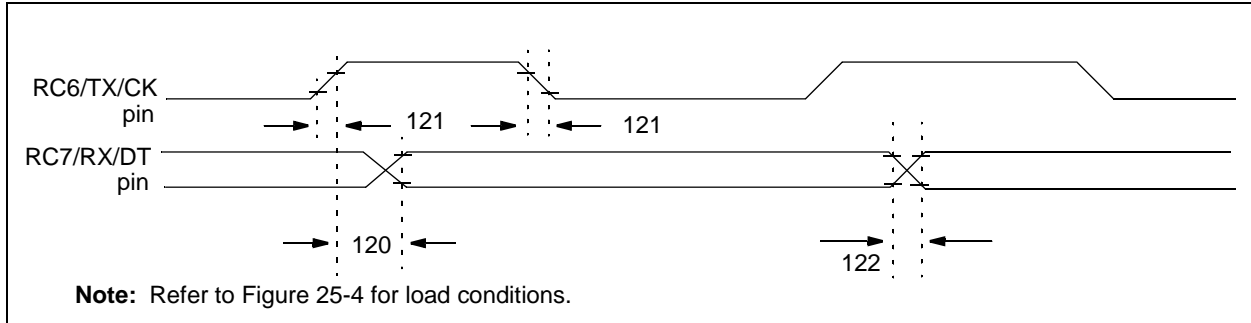 RC6/TX/CK
pin
121
121
RC7/RX/DT
pin
120
122
Note: Refer to Figure 25-4 for load conditions.